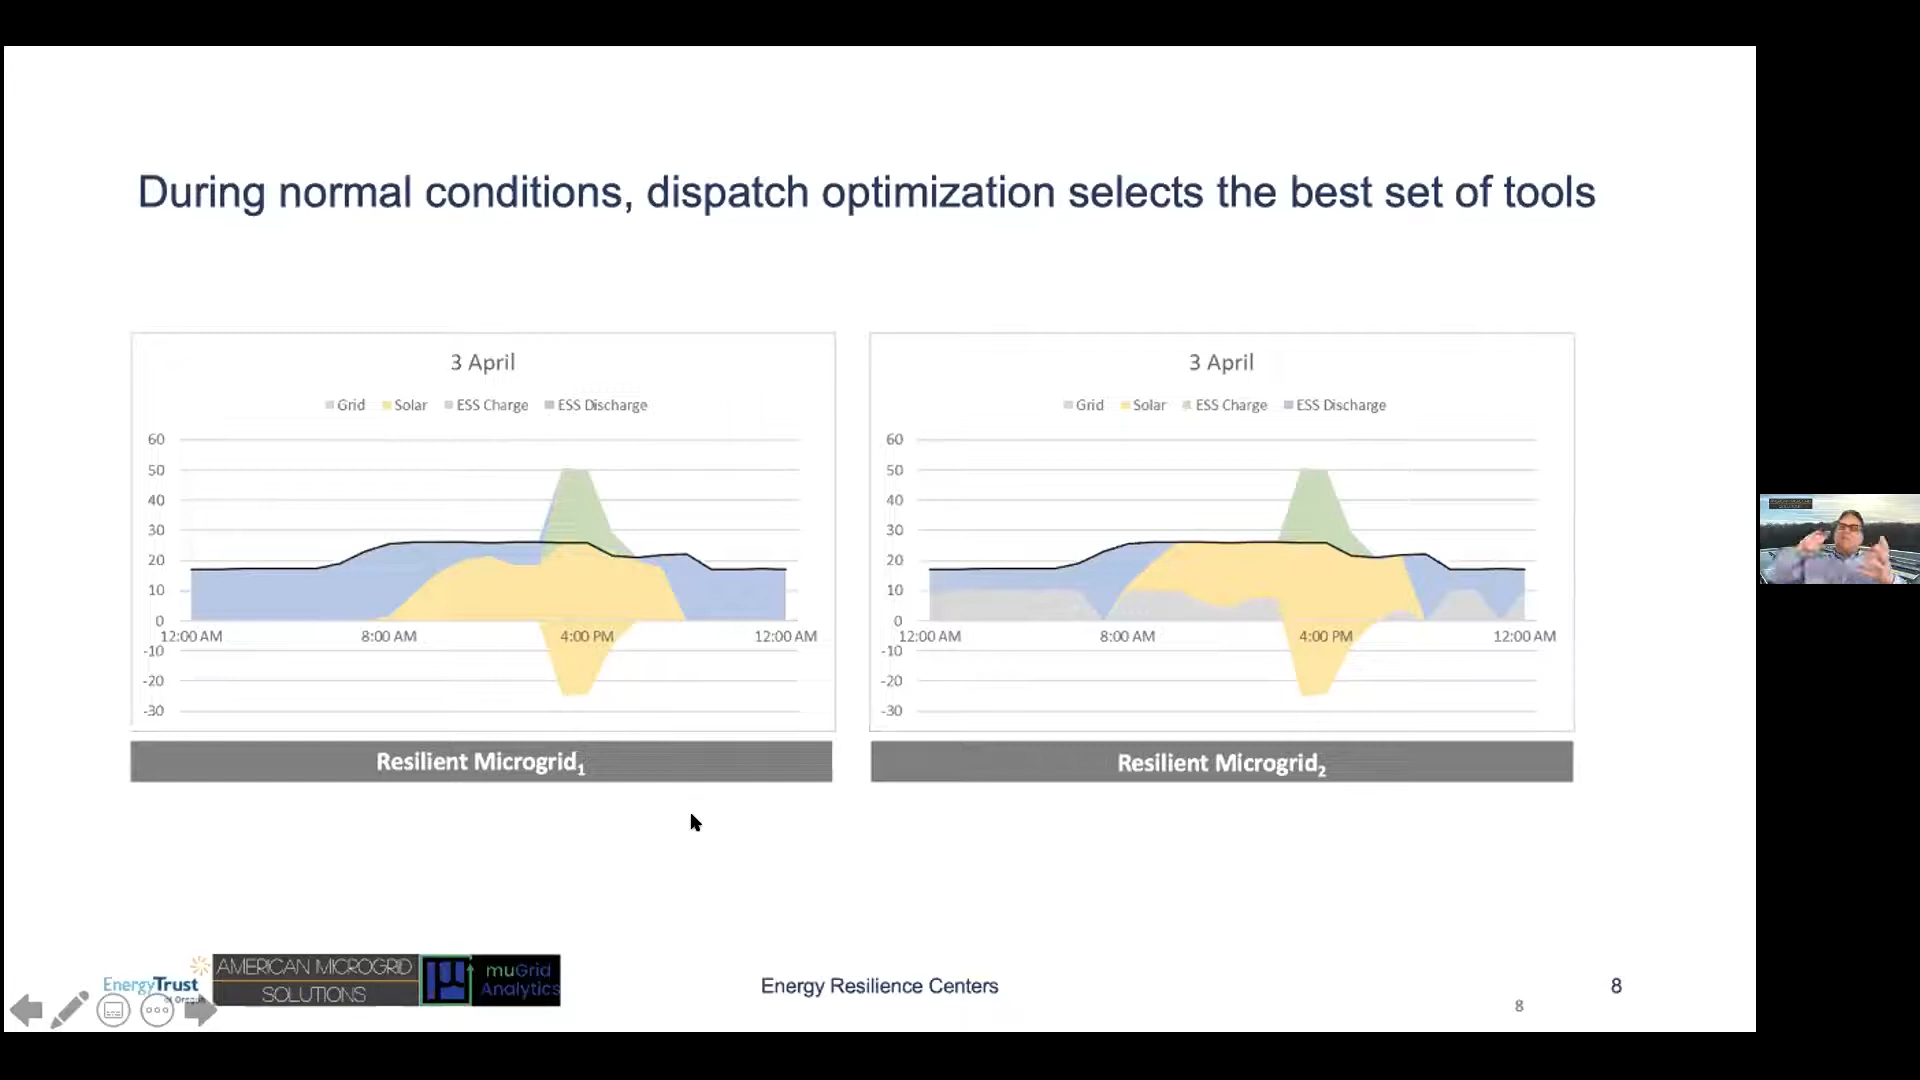 During normal conditions, dispatch optimization selects the best set of tools
3 April
Grid Solar ESS Charge ESS Discharge
60
50
40
30
20
10
0
-10
-20
-30
12:00 AM 8:00 AM 4:00 PM 12:00 AM
Resilient Microgrid1
3 April
Grid Solar ESS Charge ESS Discharge
60
50
40
30
20
10
0
-10
-20
-30
12:00 AM 8:00 AM 4:00 PM 12:00 AM
Resilient Microgrid2
EnergyTrust
AMERICAN MICROGRID
SOLUTIONS
muGrid
Analytics
Energy Resilience Centers
8
8